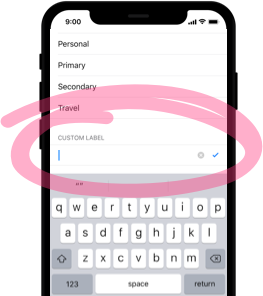 9:00
Personal
Primary
Secondary
Travel
CUSTOM LABEL
q w e r t y u i o p
a s d f g h j k l
z x c v b n m
123 space return